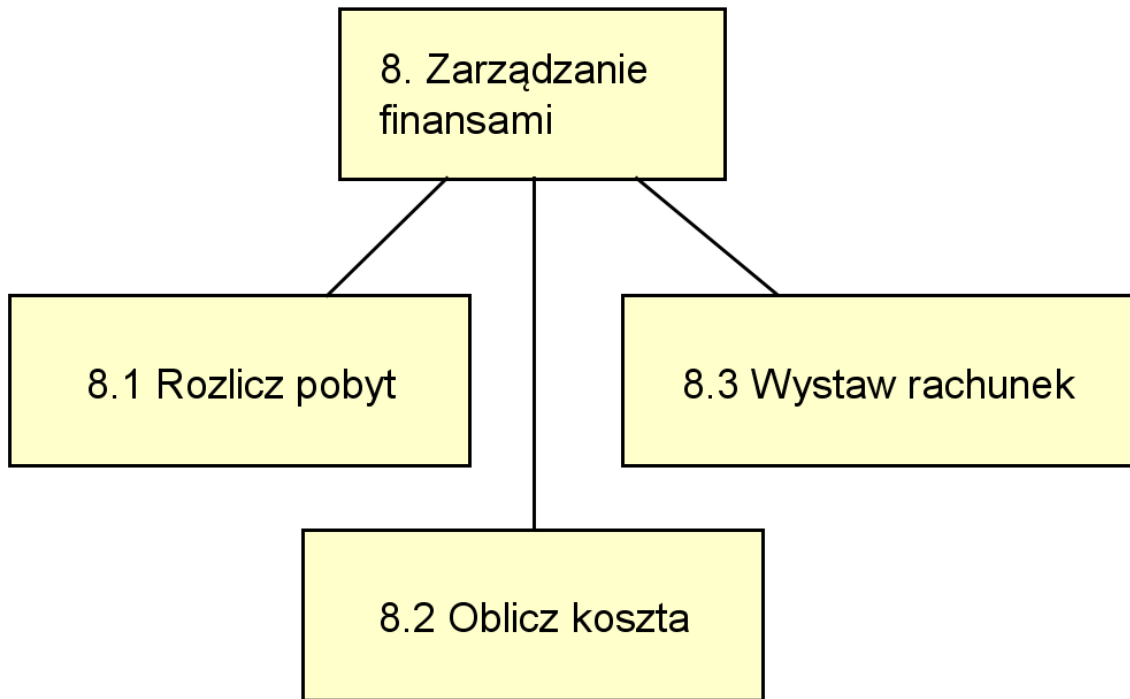 8. Zarządzanie
finansami
8.1 Rozlicz pobyt
8.3 Wystaw rachunek
8.2 Oblicz koszta